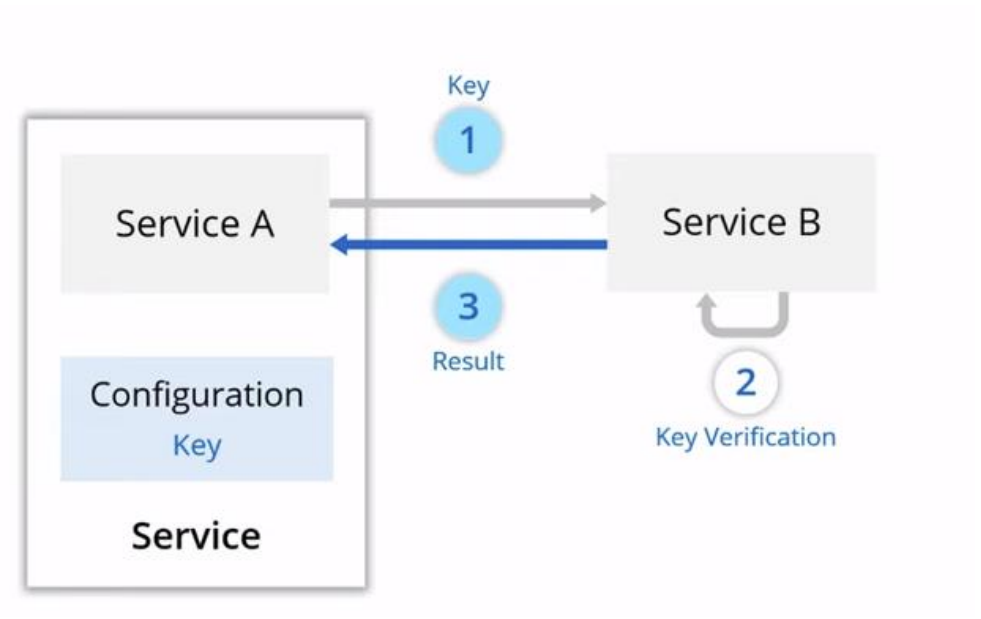 Key
1
Service A
Service B
3
Result
2
Key Verification
Configuration
Key
Service